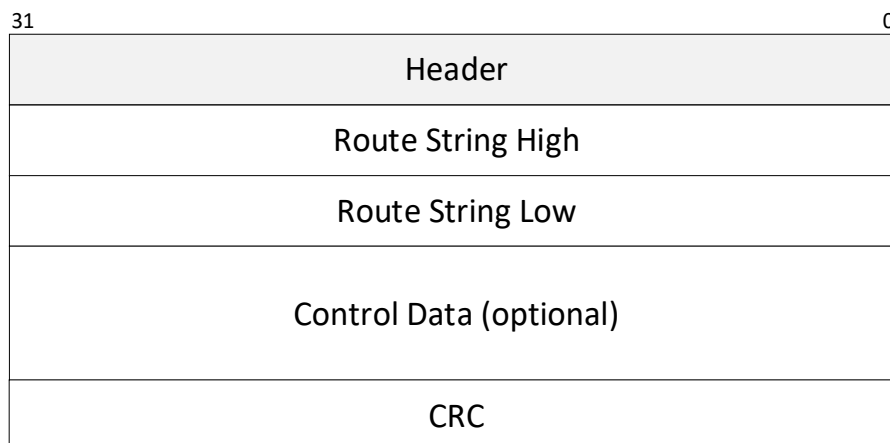 31 0
Header
Route String High
Route String Low
Control Data (optional)
CRC